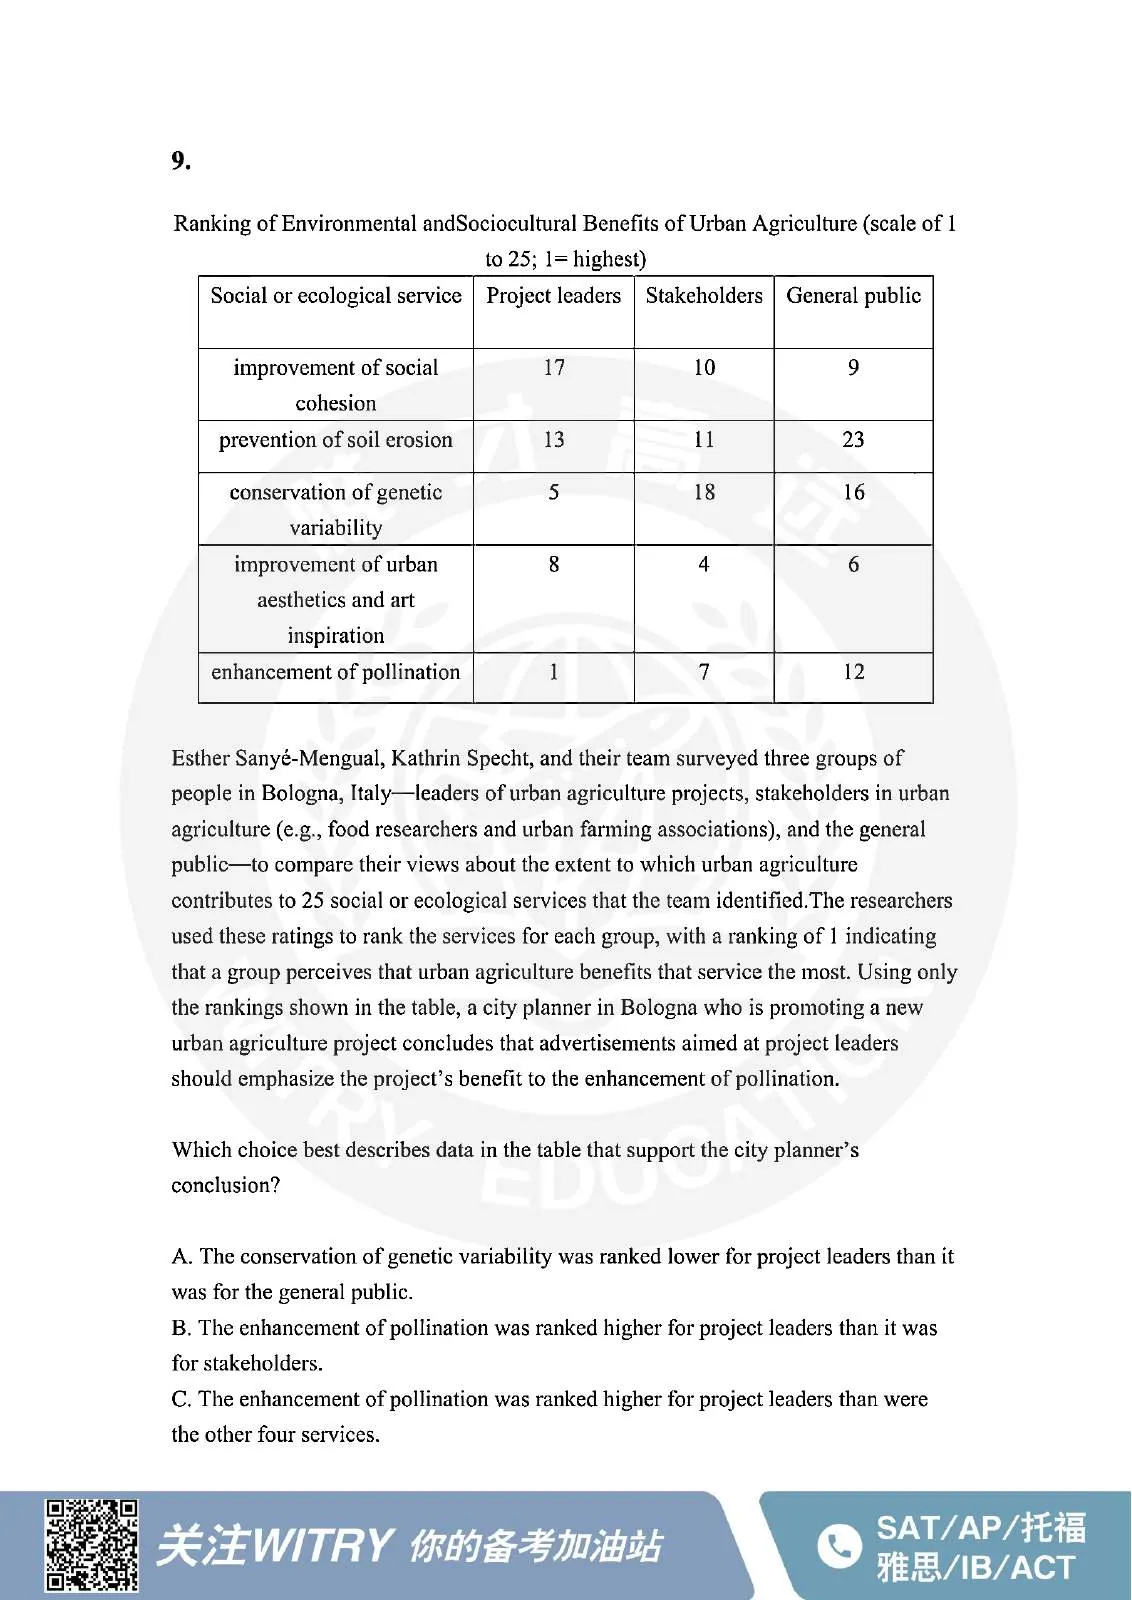 9.
Ranking of Environmental andSociocultural Benefits of Urban Agriculture (scale of 1
to 25; 1= highest)
Social or ecological service Project leaders Stakeholders General public
improvement of social 17 10 9
cohesion
prevention of soil erosion 13 11 23
conservation of genetic 5 18 16
variability
improvement of urban 8 4 6
aesthetics and art
inspiration
enhancement of pollination 1 7 12
Esther Sanyé-Mengual, Kathrin Specht, and their team surveyed three groups of
people in Bologna, Italy—leaders of urban agriculture projects, stakeholders in urban
agriculture (e.g., food researchers and urban farming associations), and the general
public—to compare their views about the extent to which urban agriculture
contributes to 25 social or ecological services that the team identified.The researchers
used these ratings to rank the services for each group, with a ranking of 1 indicating
that a group perceives that urban agriculture benefits that service the most. Using only
the rankings shown in the table, a city planner in Bologna who is promoting a new
urban agriculture project concludes that advertisements aimed at project leaders
should emphasize the project's benefit to the enhancement of pollination.
Which choice best describes data in the table that support the city planner's
conclusion?
A. The conservation of genetic variability was ranked lower for project leaders than it
was for the general public.
B. The enhancement of pollination was ranked higher for project leaders than it was
for stakeholders.
C. The enhancement of pollination was ranked higher for project leaders than were
the other four services.
关注WITRY 你的备考加油站
SAT/AP/托福
雅思/IB/ACT
WITRY EDUCATION